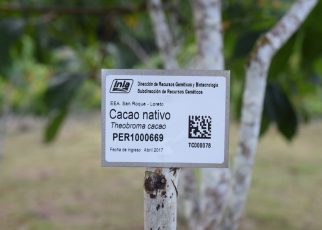 inia
Dirección de Recursos Genéticos y Biotecnología
Subdirección de Recursos Genéticos
EEA. San Roque - Loreto
Cacao nativo
Theobroma cacao
PER1000669
Fecha de ingreso: Abril 2017
TC000078